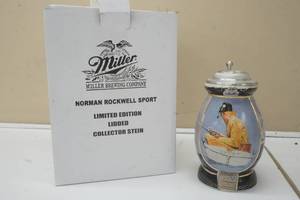 Miller
MILLER BREWING COMPANY
NORMAN ROCKWELL SPORT
LIMITED EDITION
LIDDED
COLLECTOR STEIN